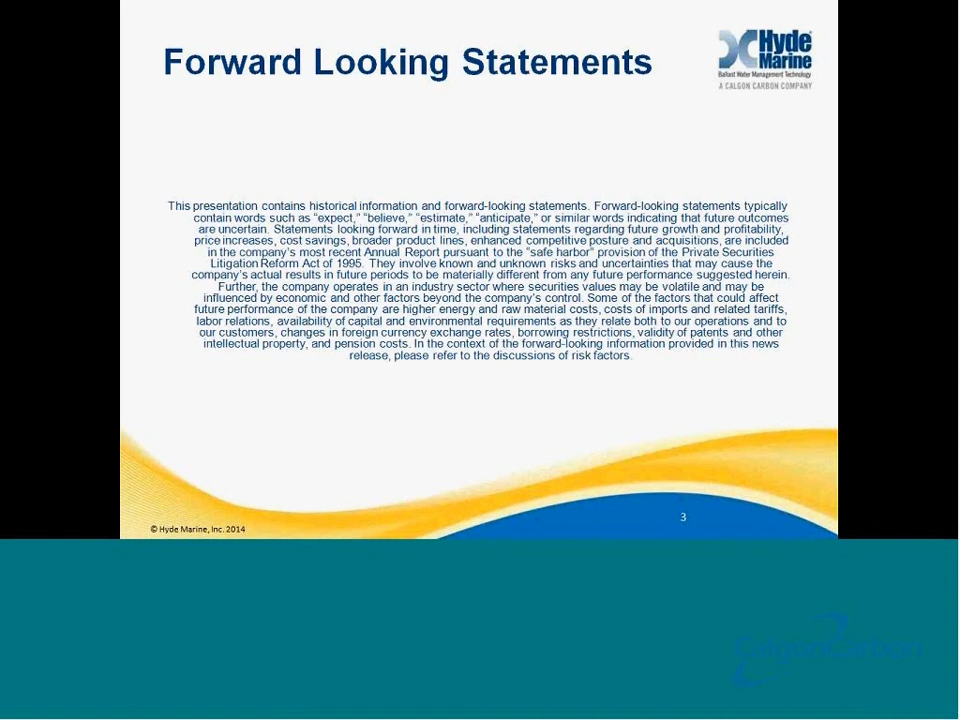 Forward Looking Statements
Hyde
Marine
Ballast Water Management Technology
A CALGON CARBON COMPANY
This presentation contains historical information and forward-looking statements. Forward-looking statements typically
contain words such as "expect," "believe," "estimate," "anticipate," or similar words indicating that future outcomes
are uncertain. Statements looking forward in time, including statements regarding future growth and profitability,
price increases, cost savings, broader product lines, enhanced competitive posture and acquisitions, are included
in the company's most recent Annual Report pursuant to the "safe harbor" provision of the Private Securities
Litigation Reform Act of 1995. They involve known and unknown risks and uncertainties that may cause the
company's actual results in future periods to be materially different from any future performance suggested herein.
Further, the company operates in an industry sector where securities values may be volatile and may be
influenced by economic and other factors beyond the company's control. Some of the factors that could affect
future performance of the company are higher energy and raw material costs, costs of imports and related tariffs,
labor relations, availability of capital and environmental requirements as they relate both to our operations and to
our customers, changes in foreign currency exchange rates, borrowing restrictions, validity of patents and other
intellectual property, and pension costs. In the context of the forward-looking information provided in this news
release, please refer to the discussions of risk factors.
3
© Hyde Marine, Inc. 2014
CalgonCarbon